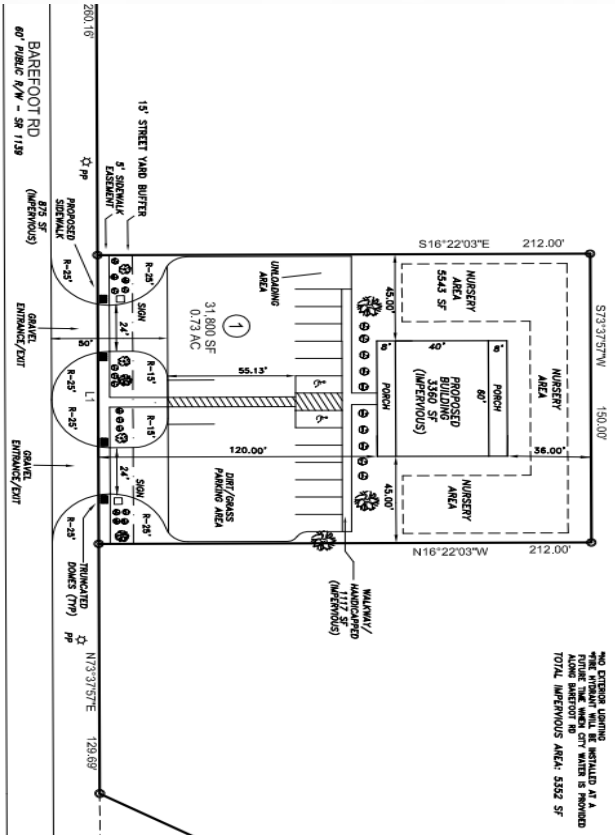 260.16'
BAREFOOT RD
60' PUBLIC R/W - SR 1139
PP
15' STREET YARD BUFFER
5' SIDEWALK
EASEMENT
PROPOSED
SIDEWALK
875 SF
(IMPERVIOUS)
R-25'
R-25'
SIGN
24'
GRAVEL
ENTRANCE/EXIT
50'
R-25'
R-15'
L1
R-25'
R-15'
GRAVEL
ENTRANCE/EXIT
24'
SIGN
R-25'
R-25'
TRUNCATED
DOMES (TYP)
PP
N73°37'57"E
129.69'
UNLOADING
AREA
1
31,800 SF
0.73 AC
55.13'
120.00'
DIRT/GRASS
PARKING AREA
WALKWAY/
HANDICAPPED
1117 SF
(IMPERVIOUS)
S16°22'03"E
212.00'
NURSERY
AREA
5543 SF
45.00'
8'
40'
8'
PORCH
PROPOSED
BUILDING
3360 SF
(IMPERVIOUS)
60'
PORCH
NURSERY
AREA
36.00'
45.00'
NURSERY
AREA
N16°22'03"W
212.00'
S73°37'57"W
150.00'
*NO EXTERIOR LIGHTING
*FIRE HYDRANT WILL BE INSTALLED AT A
FUTURE TIME WHEN CITY WATER IS PROVIDED
ALONG BAREFOOT RD
TOTAL IMPERVIOUS AREA: 5352 SF